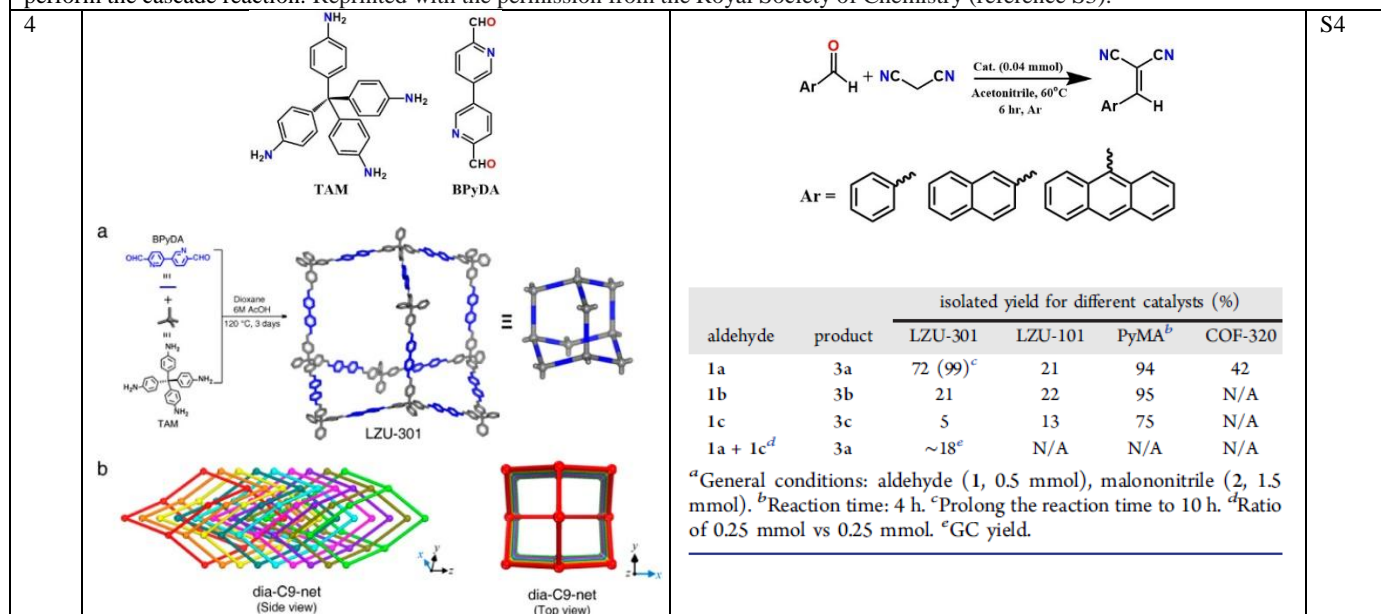 perform the cascade reaction. Reprinted with the permission from the Royal Society of Chemistry (reference S3).
4
NH2
NH2
H2N
NH2
TAM
CHO
N
N
CHO
BPyDA
a
BPyDA
OHC
N
N
CHO
III
+
III
NH2
H2N
NH2
NH2
TAM
Dioxane
6M AcOH
120 °C, 3 days
LZU-301
≡
b
dia-C9-net
(Side view)
x y z
dia-C9-net
(Top view)
y
z x
O
Ar H
+ NC CN
Cat. (0.04 mmol)
Acetonitrile, 60°C
6 hr, Ar
NC CN
Ar H
Ar =
isolated yield for different catalysts (%)
aldehyde product LZU-301 LZU-101 PyMAb COF-320
1a 3a 72 (99)c 21 94 42
1b 3b 21 22 95 N/A
1c 3c 5 13 75 N/A
1a + 1cd 3a ~18e N/A N/A N/A
aGeneral conditions: aldehyde (1, 0.5 mmol), malononitrile (2, 1.5
mmol). bReaction time: 4 h. cProlong the reaction time to 10 h. dRatio
of 0.25 mmol vs 0.25 mmol. eGC yield.
S4